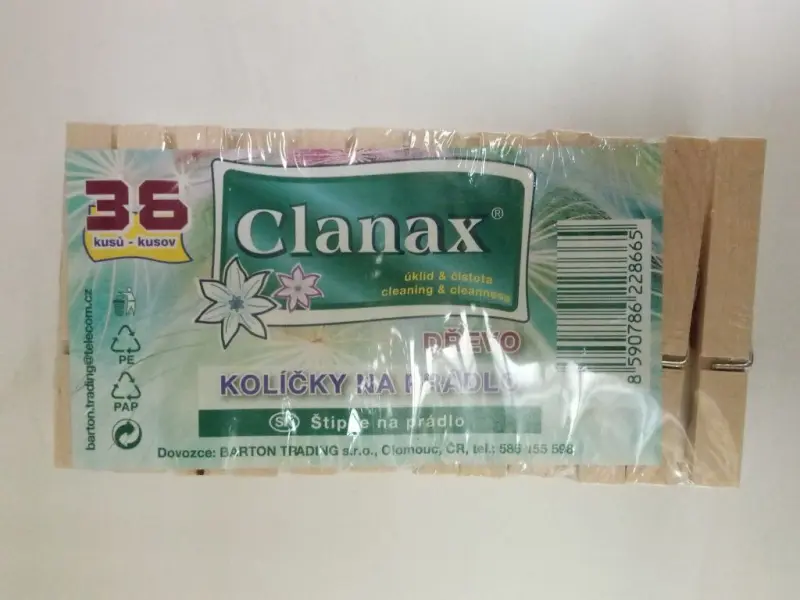 36
kusů - kusov
Clanax®
úklid & čistota
cleaning & cleanness
DŘEVO
KOLÍČKY NA PRÁDLO
SK Štipce na prádlo
Dovozce: BARTON TRADING s.r.o., Olomouc, ČR, tel.: 585 155 598
barton.trading@telecom.cz
PE
PAP
8 590786 228665